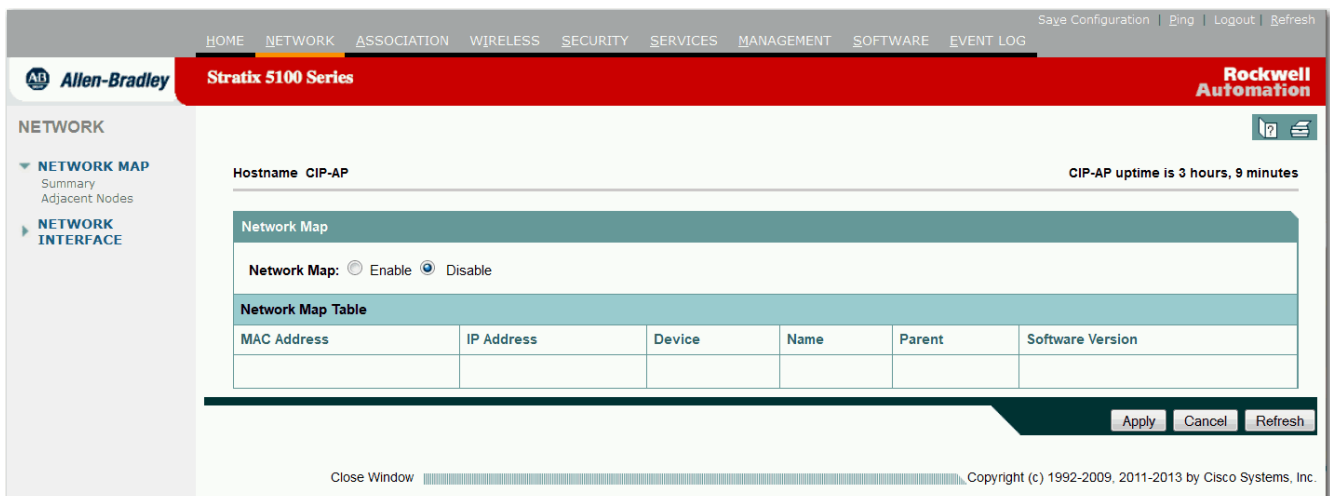 Save Configuration | Ping | Logout | Refresh
HOME NETWORK ASSOCIATION WIRELESS SECURITY SERVICES MANAGEMENT SOFTWARE EVENT LOG
AB Allen-Bradley Stratix 5100 Series Rockwell Automation
NETWORK
NETWORK MAP
Summary
Adjacent Nodes
NETWORK INTERFACE
Hostname CIP-AP CIP-AP uptime is 3 hours, 9 minutes
Network Map
Network Map: Enable Disable
Network Map Table
MAC Address IP Address Device Name Parent Software Version
Apply Cancel Refresh
Close Window Copyright (c) 1992-2009, 2011-2013 by Cisco Systems, Inc.